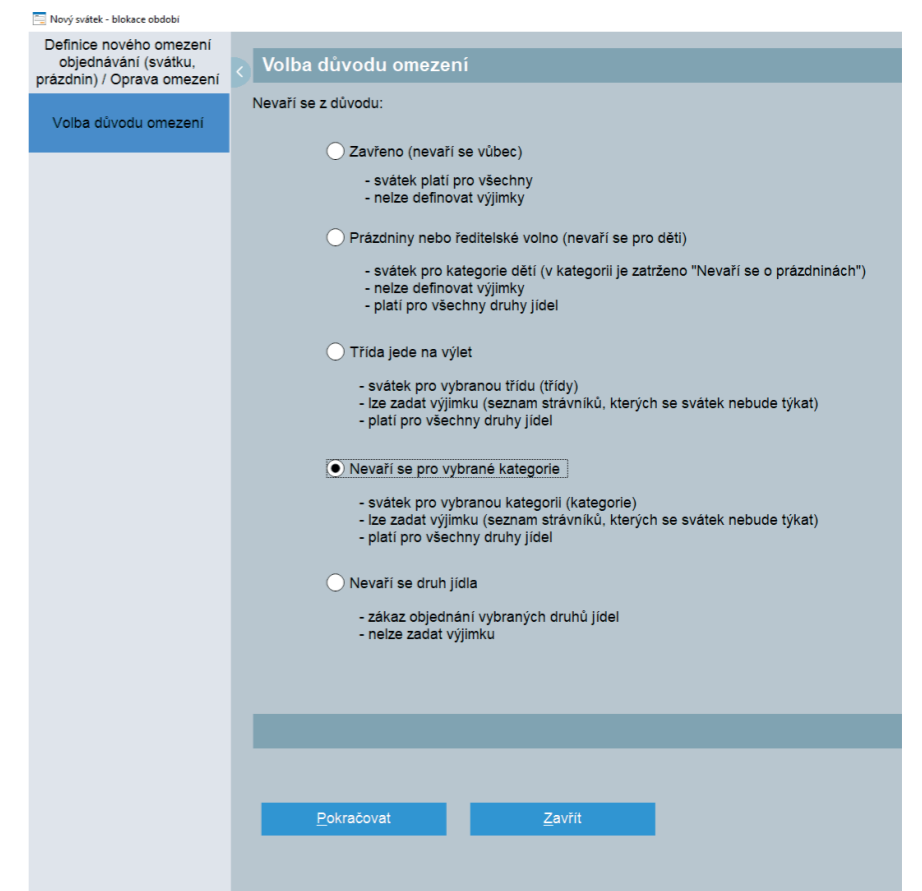 Nový svátek - blokace období
Definice nového omezení
objednávání (svátku,
prázdnin) / Oprava omezení
Volba důvodu omezení
Volba důvodu omezení
Nevaří se z důvodu:
Zavřeno (nevaří se vůbec)
- svátek platí pro všechny
- nelze definovat výjimky
Prázdniny nebo ředitelské volno (nevaří se pro děti)
- svátek pro kategorie dětí (v kategorii je zatrženo "Nevaří se o prázdninách")
- nelze definovat výjimky
- platí pro všechny druhy jídel
Třída jede na výlet
- svátek pro vybranou třídu (třídy)
- lze zadat výjimku (seznam strávníků, kterých se svátek nebude týkat)
- platí pro všechny druhy jídel
Nevaří se pro vybrané kategorie
- svátek pro vybranou kategorii (kategorie)
- lze zadat výjimku (seznam strávníků, kterých se svátek nebude týkat)
- platí pro všechny druhy jídel
Nevaří se druh jídla
- zákaz objednání vybraných druhů jídel
- nelze zadat výjimku
Pokračovat
Zavřít